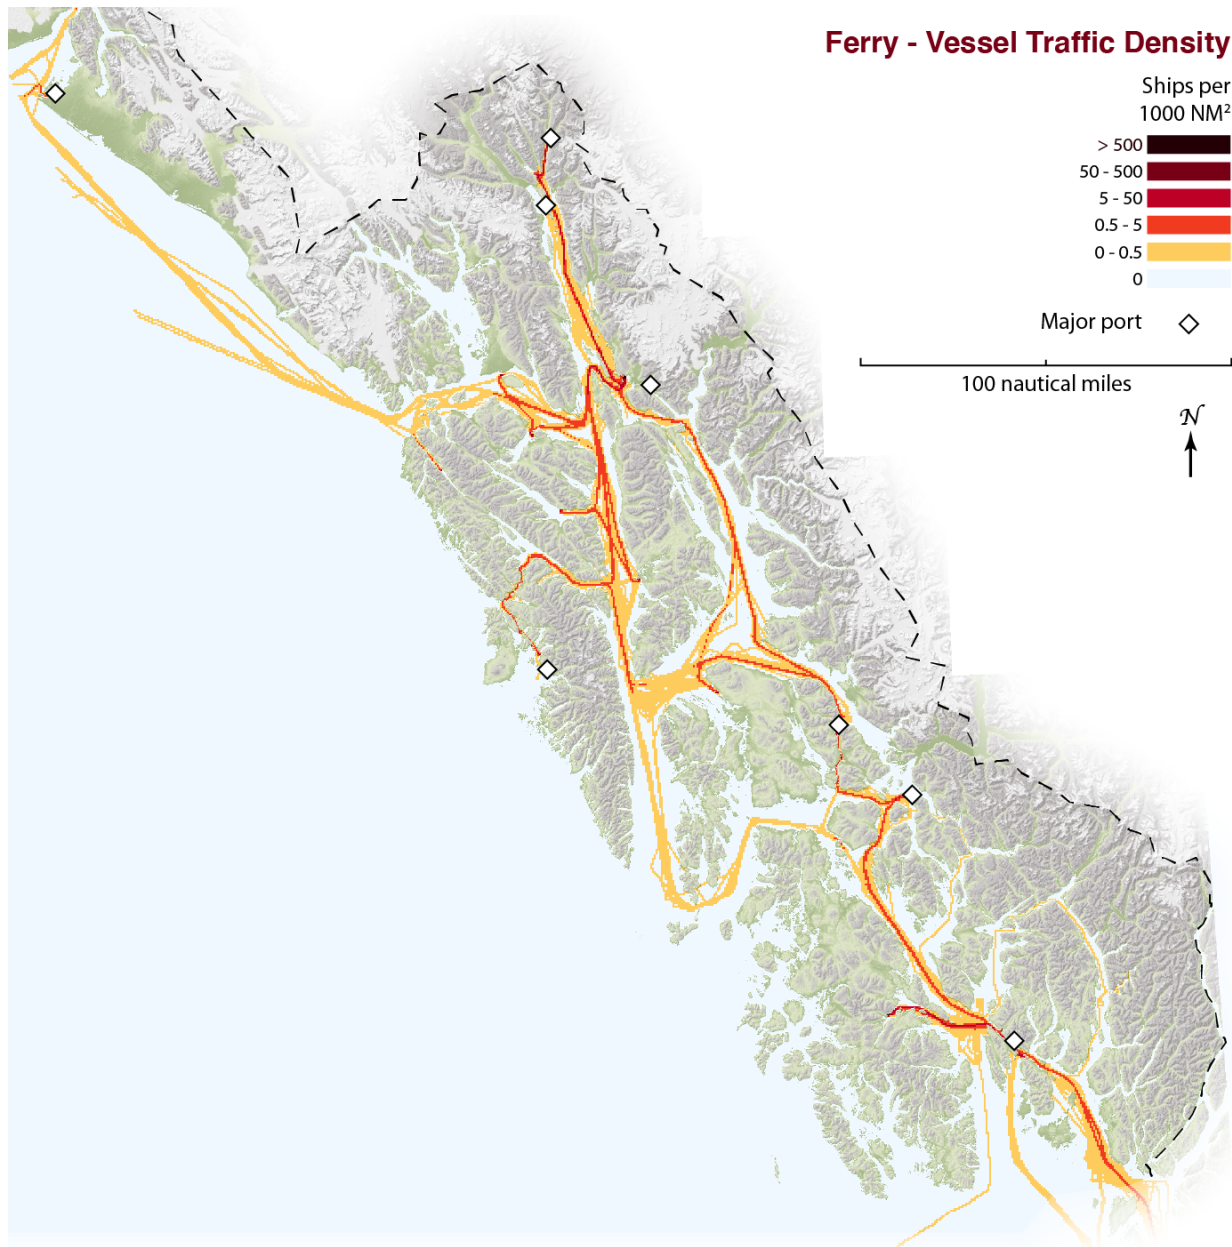 Ferry - Vessel Traffic Density
Ships per
1000 NM²
> 500
50 - 500
5 - 50
0.5 - 5
0 - 0.5
0
Major port
100 nautical miles
N